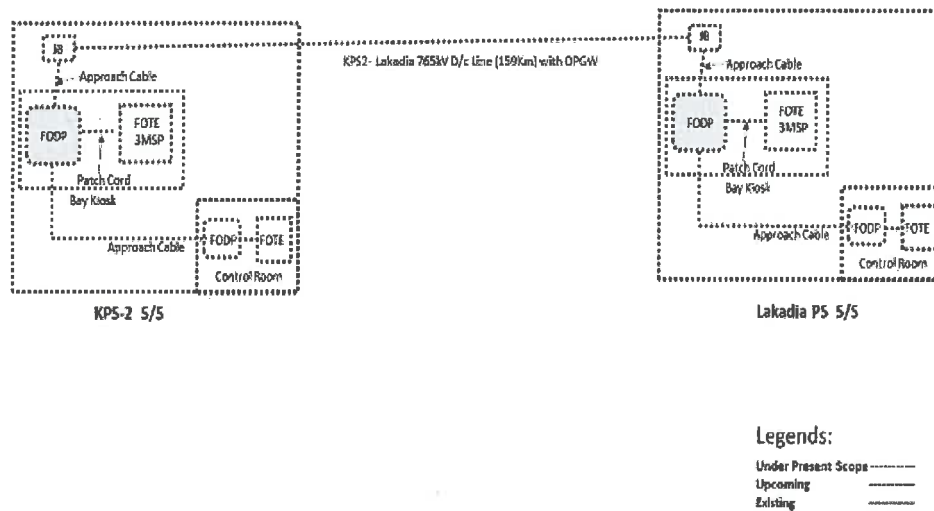 JB
JB
KPS2- Lakadia 765kV D/c Line (159Km) with OPGW
Approach Cable
Approach Cable
FODP
FOTE
3MSP
FODP
FOTE
3MSP
Patch Cord
Bay Kiosk
Patch Cord
Bay Kiosk
Approach Cable
FODP
FOTE
Approach Cable
FODP
FOTE
Control Room
Control Room
KPS-2 S/S
Lakadia PS S/S
Legends:
Under Present Scope
Upcoming
Existing